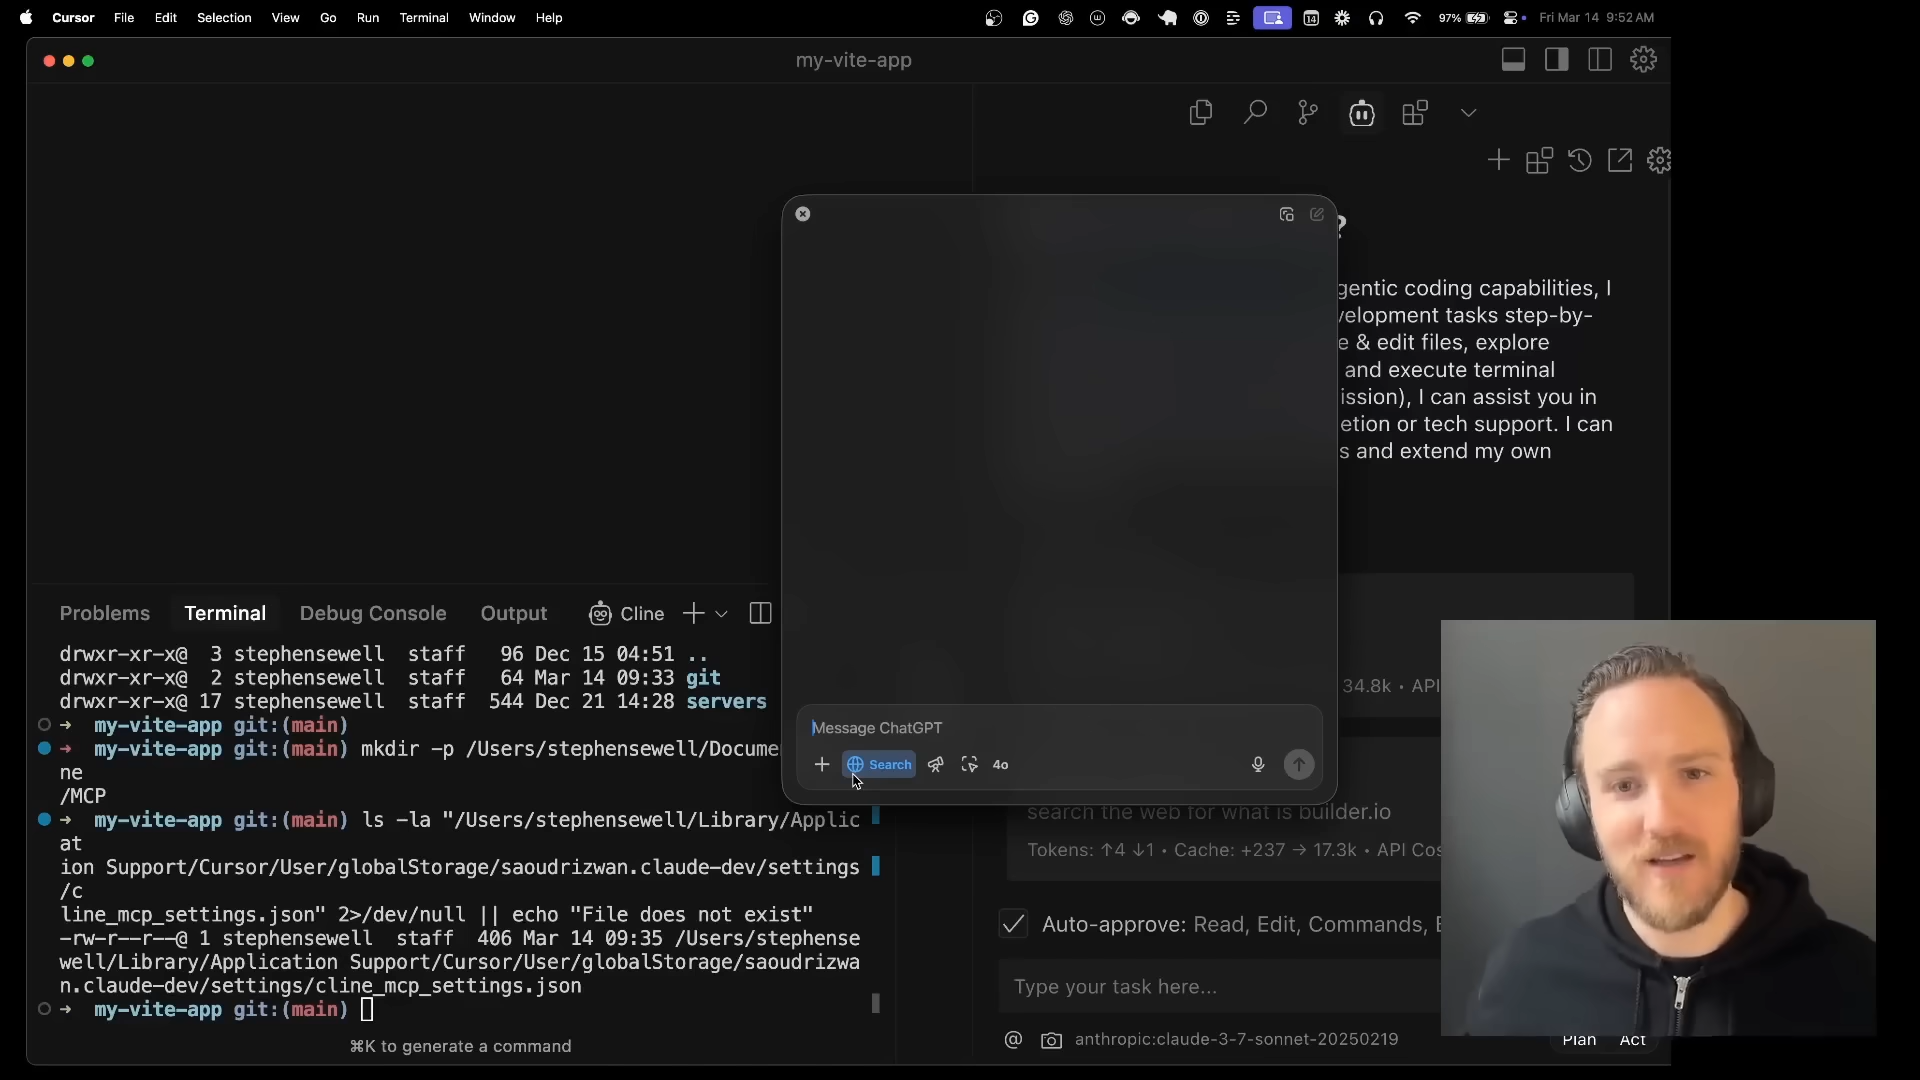 Cursor File Edit Selection View Go Run Terminal Window Help
14 97% Fri Mar 14 9:52 AM
my-vite-app
?
gentic coding capabilities, I
velopment tasks step-by-
e & edit files, explore
and execute terminal
ission), I can assist you in
etion or tech support. I can
s and extend my own
Problems Terminal Debug Console Output Cline
drwxr-xr-x@ 3 stephensewell staff 96 Dec 15 04:51 ..
drwxr-xr-x@ 2 stephensewell staff 64 Mar 14 09:33 git
drwxr-xr-x@ 17 stephensewell staff 544 Dec 21 14:28 servers
→ my-vite-app git:(main)
→ my-vite-app git:(main) mkdir -p /Users/stephensewell/Docume
ne
/MCP
→ my-vite-app git:(main) ls -la "/Users/stephensewell/Library/Applic
at
ion Support/Cursor/User/globalStorage/saoudrizwan.claude-dev/settings
/c
line_mcp_settings.json" 2>/dev/null || echo "File does not exist"
-rw-r--r--@ 1 stephensewell staff 406 Mar 14 09:35 /Users/stephense
well/Library/Application Support/Cursor/User/globalStorage/saoudrizwa
n.claude-dev/settings/cline_mcp_settings.json
→ my-vite-app git:(main)
⌘K to generate a command
Message ChatGPT
Search 4o
34.8k • API
search the web for what is builder.io
Tokens: ↑4 ↓1 • Cache: +237 → 17.3k • API Cos
Auto-approve: Read, Edit, Commands,
Type your task here...
@ anthropic:claude-3-7-sonnet-20250219
Plan Act